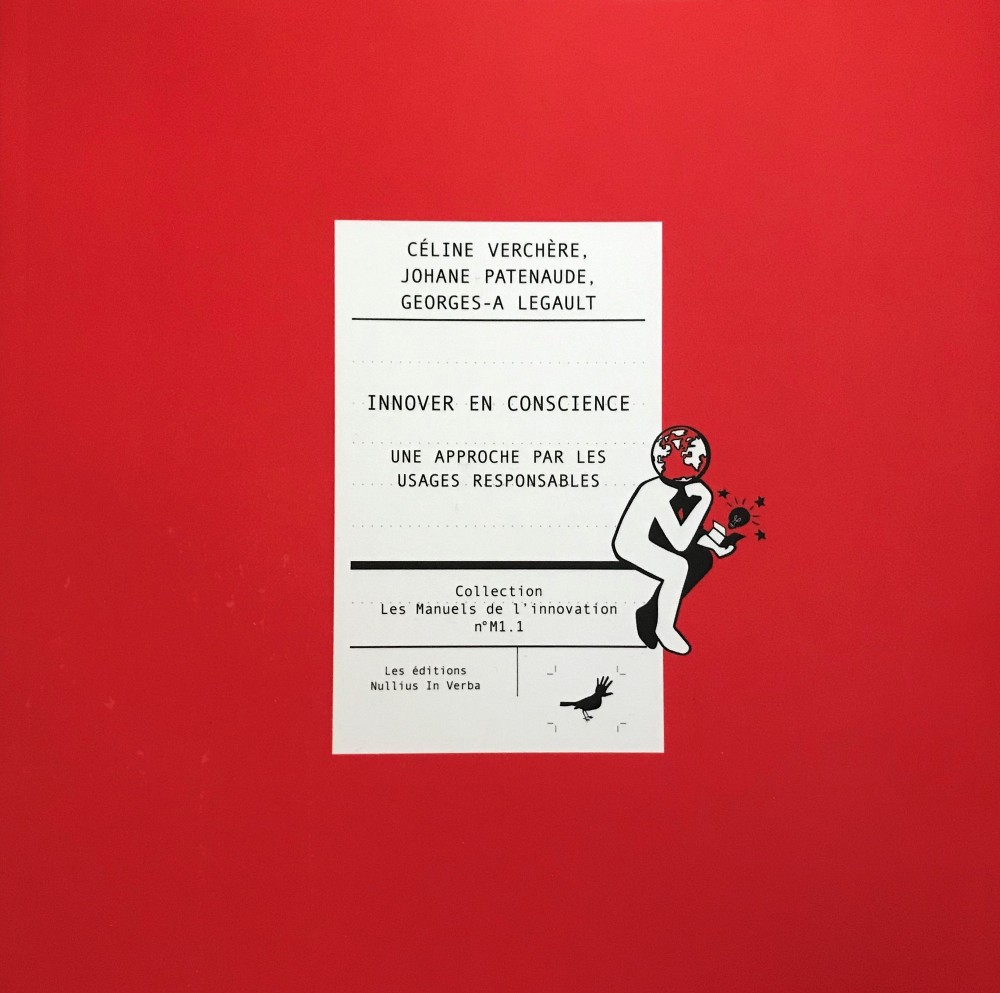 CÉLINE VERCHÈRE,
JOHANE PATENAUDE,
GEORGES-A LEGAULT
INNOVER EN CONSCIENCE
UNE APPROCHE PAR LES
USAGES RESPONSABLES
Collection
Les Manuels de l'innovation
n°M1.1
Les éditions
Nullius In Verba